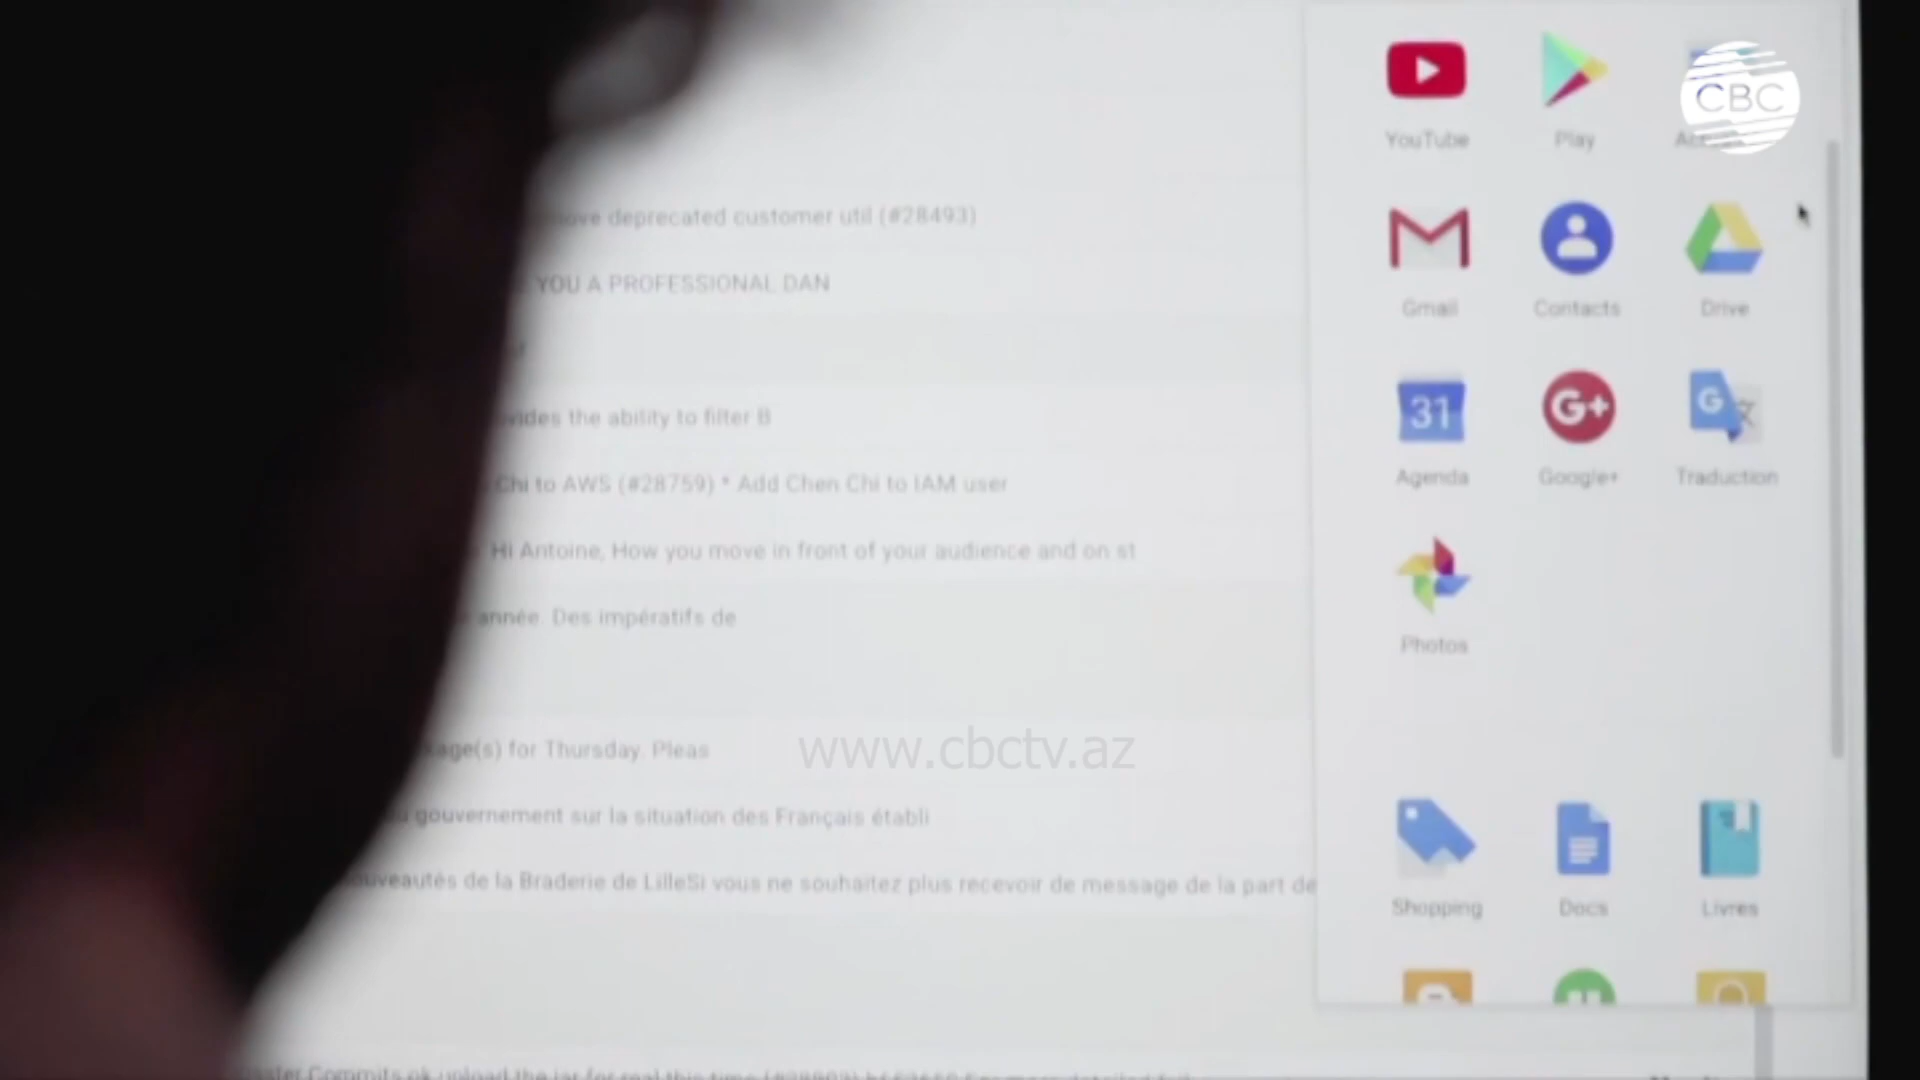 CBC
YouTube Play
deprecated customer util (#28493)
YOU A PROFESSIONAL DAN
Gmail Contacts Drive
the ability to filter B
31 G+ G
Chi to AWS (#28759) * Add Chen Chi to IAM user
Agenda Google+ Traduction
Hi Antoine, How you move in front of your audience and on st
année. Des impératifs de
Photos
for Thursday. Pleas
www.cbctv.az
gouvernement sur la situation des Français établi
de la Braderie de LilleSi vous ne souhaitez plus recevoir de message de la part de
Shopping Docs Livres